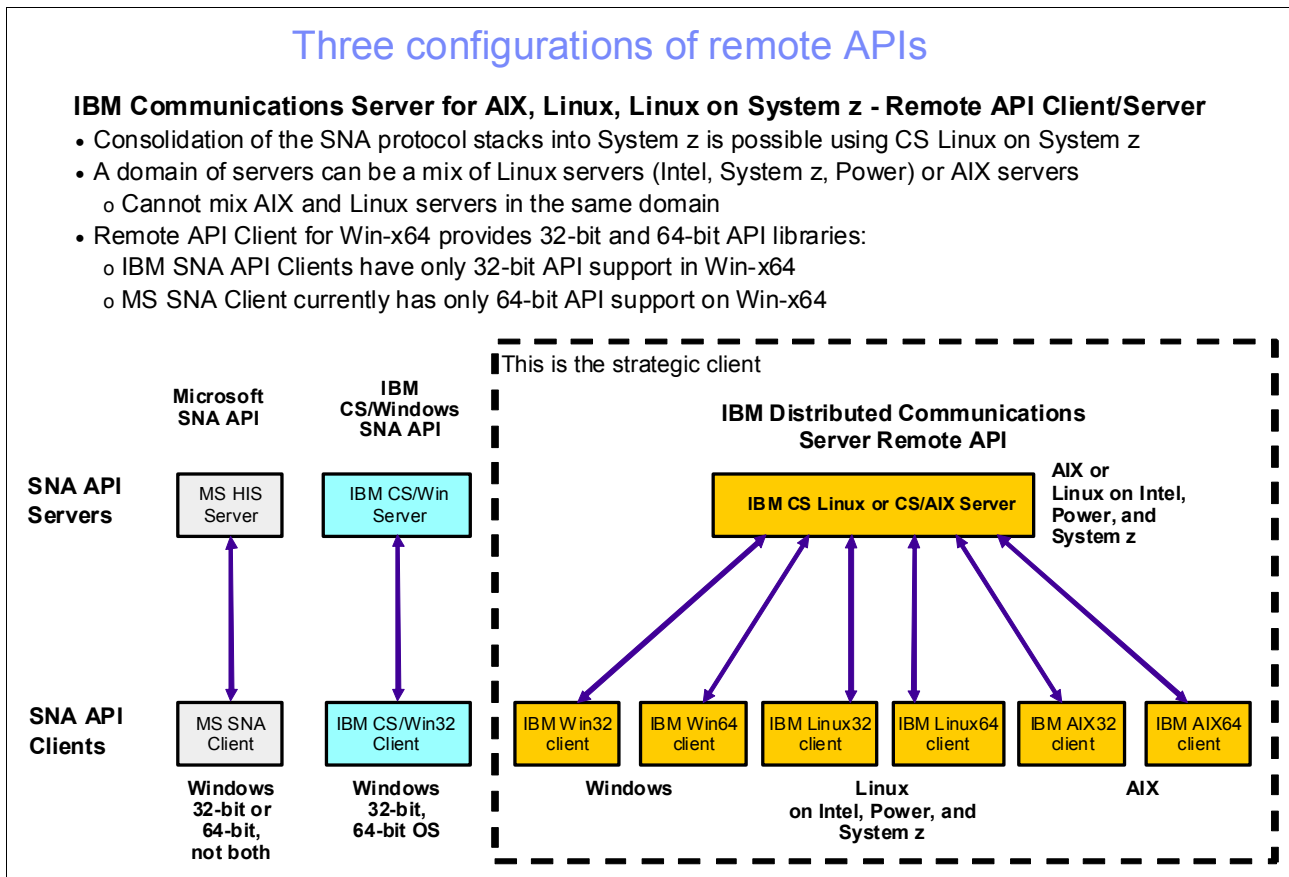 Three configurations of remote APIs
IBM Communications Server for AIX, Linux, Linux on System z - Remote API Client/Server
• Consolidation of the SNA protocol stacks into System z is possible using CS Linux on System z
• A domain of servers can be a mix of Linux servers (Intel, System z, Power) or AIX servers
o Cannot mix AIX and Linux servers in the same domain
• Remote API Client for Win-x64 provides 32-bit and 64-bit API libraries:
o IBM SNA API Clients have only 32-bit API support in Win-x64
o MS SNA Client currently has only 64-bit API support on Win-x64
Microsoft
SNA API
IBM
CS/Windows
SNA API
This is the strategic client
IBM Distributed Communications
Server Remote API
SNA API
Servers
MS HIS
Server
IBM CS/Win
Server
IBM CS Linux or CS/AIX Server
AIX or
Linux on Intel,
Power, and
System z
SNA API
Clients
MS SNA
Client
IBM CS/Win32
Client
IBM Win32
client
IBM Win64
client
IBM Linux32
client
IBM Linux64
client
IBM AIX32
client
IBM AIX64
client
Windows
32-bit or
64-bit,
not both
Windows
32-bit,
64-bit OS
Windows
Linux
on Intel, Power, and
System z
AIX